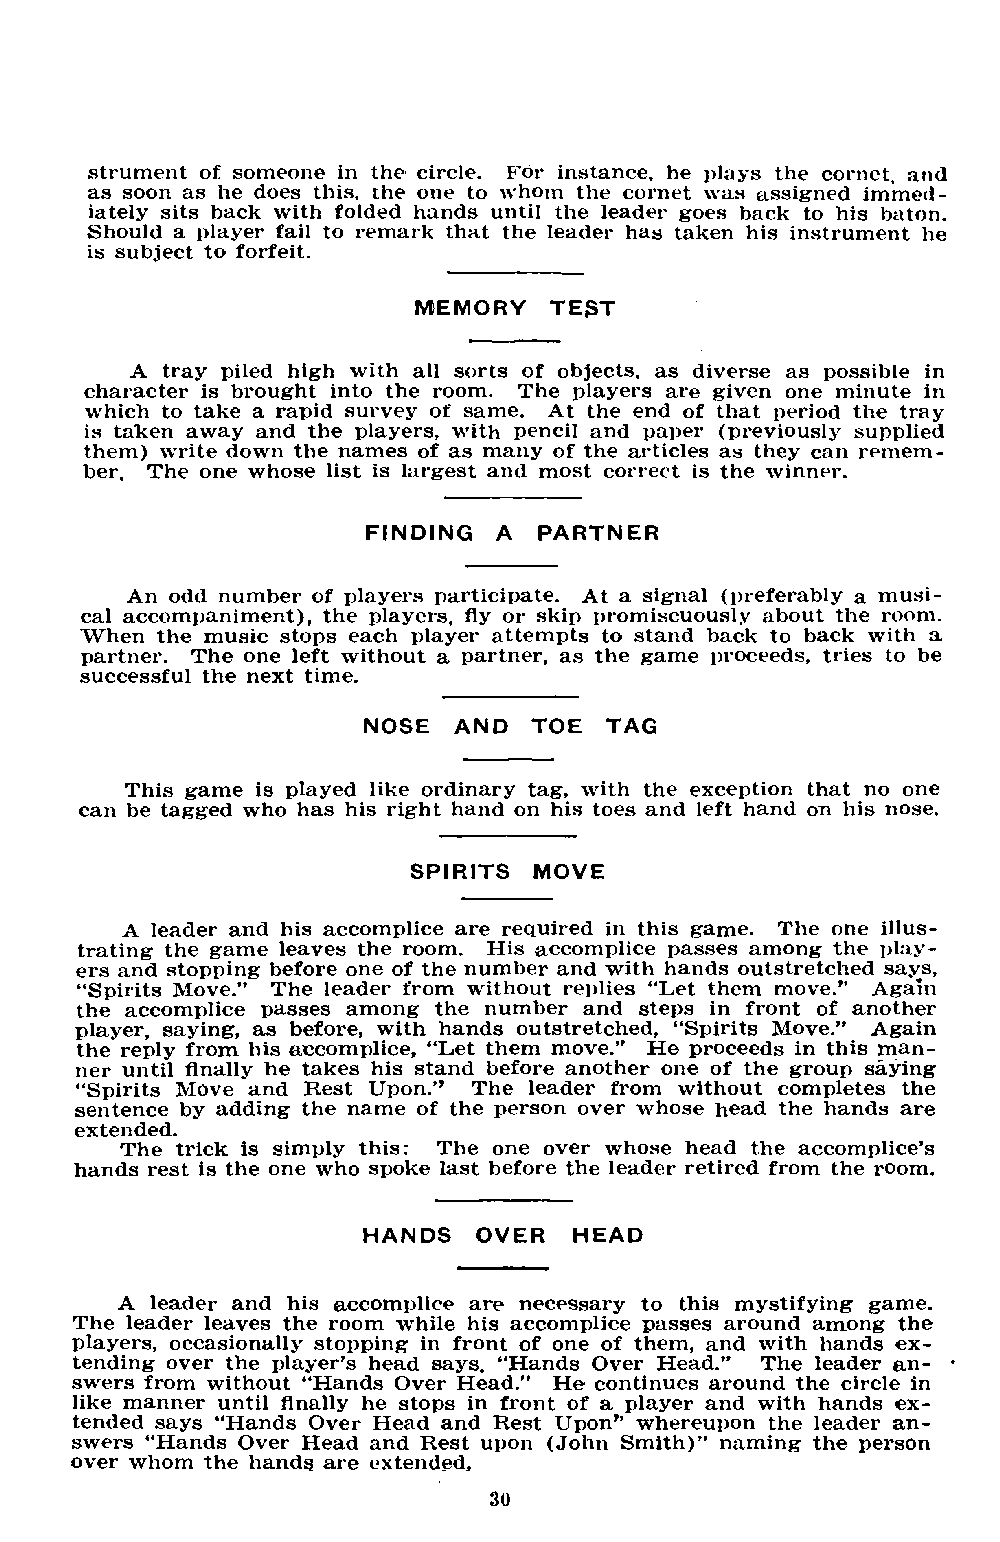 strument of someone in the circle. For instance, he plays the cornet, and
as soon as he does this, the one to whom the cornet was assigned immed-
iately sits back with folded hands until the leader goes back to his baton.
Should a player fail to remark that the leader has taken his instrument he
is subject to forfeit.
MEMORY TEST
A tray piled high with all sorts of objects, as diverse as possible in
character is brought into the room. The players are given one minute in
which to take a rapid survey of same. At the end of that period the tray
is taken away and the players, with pencil and paper (previously supplied
them) write down the names of as many of the articles as they can remem-
ber. The one whose list is largest and most correct is the winner.
FINDING A PARTNER
An odd number of players participate. At a signal (preferably a musi-
cal accompaniment), the players, fly or skip promiscuously about the room.
When the music stops each player attempts to stand back to back with a
partner. The one left without a partner, as the game proceeds, tries to be
successful the next time.
NOSE AND TOE TAG
This game is played like ordinary tag, with the exception that no one
can be tagged who has his right hand on his toes and left hand on his nose.
SPIRITS MOVE
A leader and his accomplice are required in this game. The one illus-
trating the game leaves the room. His accomplice passes among the play-
ers and stopping before one of the number and with hands outstretched says,
"Spirits Move." The leader from without replies "Let them move." Again
the accomplice passes among the number and steps in front of another
player, saying, as before, with hands outstretched, "Spirits Move." Again
the reply from his accomplice, "Let them move." He proceeds in this man-
ner until finally he takes his stand before another one of the group saying
"Spirits Move and Rest Upon." The leader from without completes the
sentence by adding the name of the person over whose head the hands are
extended.
The trick is simply this: The one over whose head the accomplice's
hands rest is the one who spoke last before the leader retired from the room.
HANDS OVER HEAD
A leader and his accomplice are necessary to this mystifying game.
The leader leaves the room while his accomplice passes around among the
players, occasionally stopping in front of one of them, and with hands ex-
tending over the player's head says, "Hands Over Head." The leader an-
swers from without "Hands Over Head." He continues around the circle in
like manner until finally he stops in front of a player and with hands ex-
tended says "Hands Over Head and Rest Upon" whereupon the leader an-
swers "Hands Over Head and Rest upon (John Smith)" naming the person
over whom the hands are extended.
30